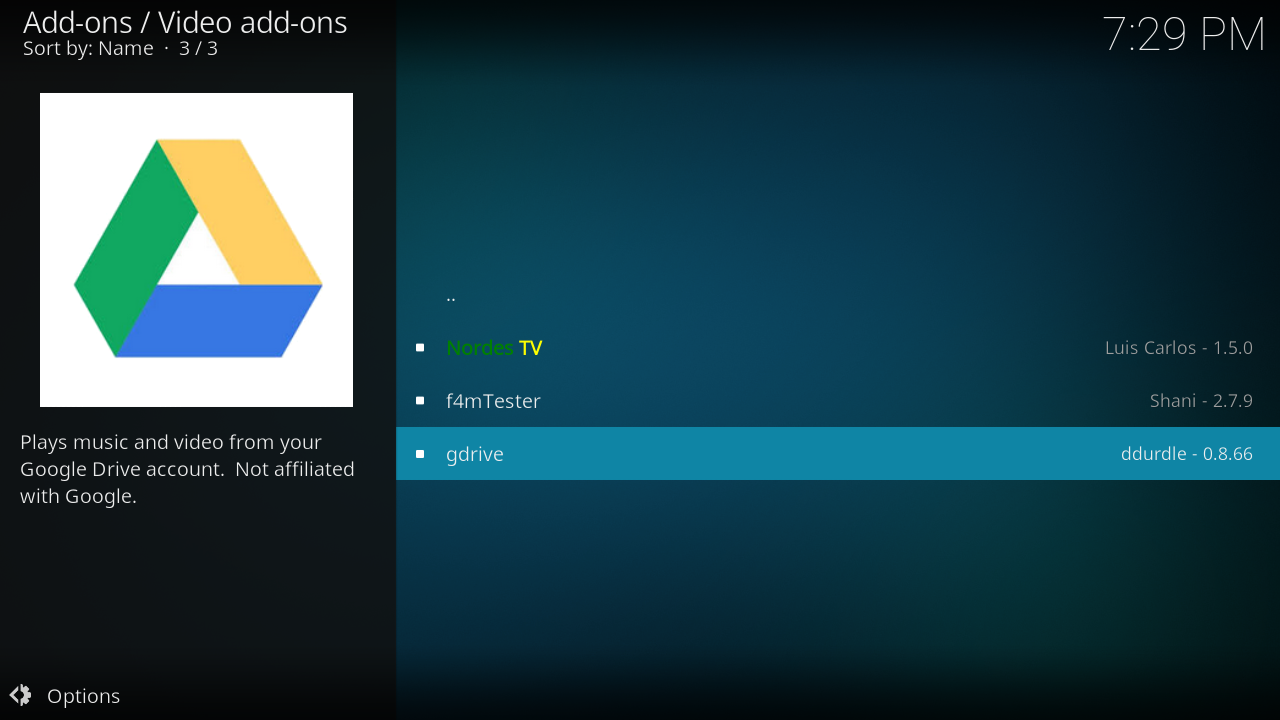 Add-ons / Video add-ons
Sort by: Name · 3 / 3
7:29 PM
..
Nordes TV Luis Carlos - 1.5.0
f4mTester Shani - 2.7.9
gdrive ddurdle - 0.8.66
Plays music and video from your
Google Drive account.  Not affiliated
with Google.
Options